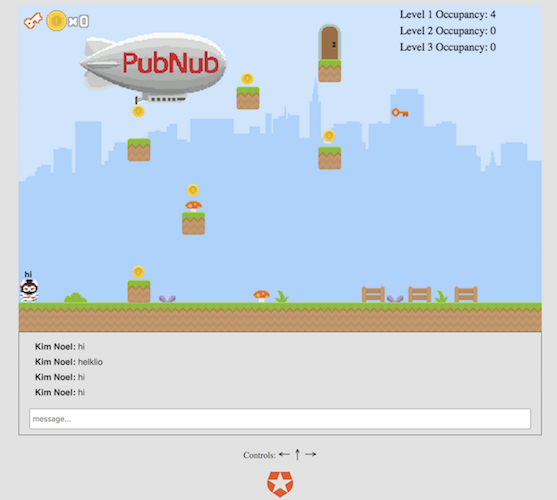 x0
Level 1 Occupancy: 4
Level 2 Occupancy: 0
Level 3 Occupancy: 0
PubNub
hi
Kim Noel: hi
Kim Noel: helklio
Kim Noel: hi
Kim Noel: hi
message...
Controls: ← ↑ →